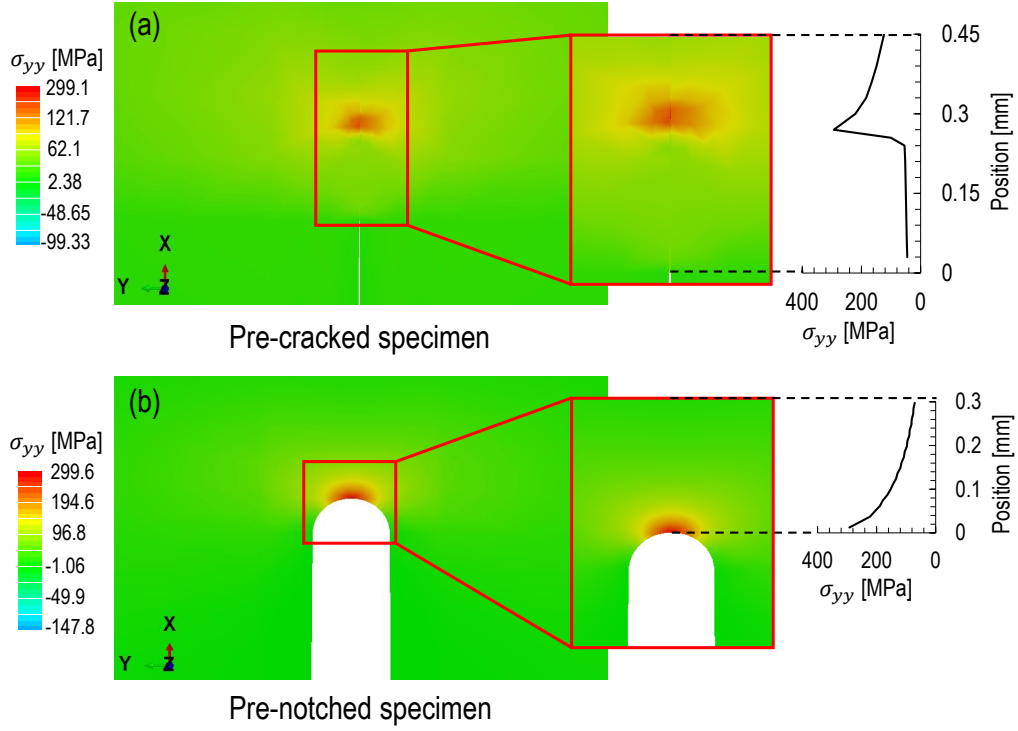 (a)
σyy [MPa]
299.1
121.7
62.1
2.38
-48.65
-99.33
X
Y
Z
0.45
0.3
0.15
0
Position [mm]
400 200 0
σyy [MPa]
Pre-cracked specimen
(b)
σyy [MPa]
299.6
194.6
96.8
-1.06
-49.9
-147.8
X
Y
Z
0.3
0.2
0.1
0
Position [mm]
400 200 0
σyy [MPa]
Pre-notched specimen